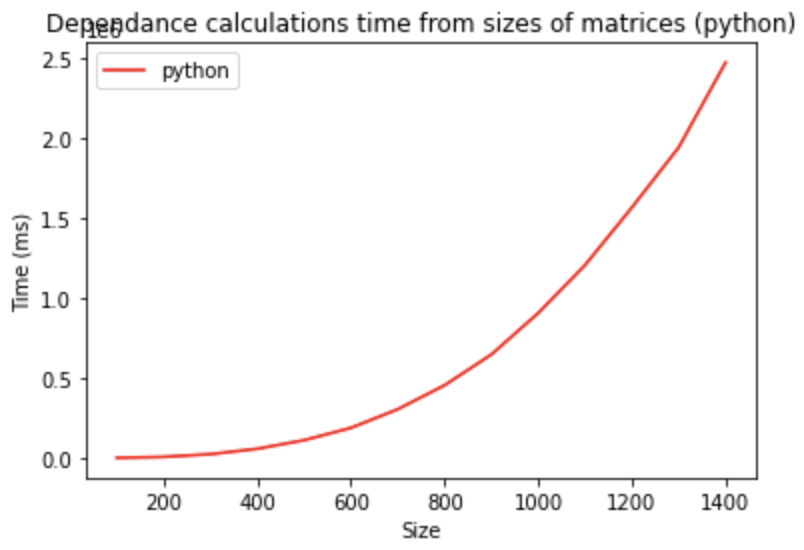 Dependance calculations time from sizes of matrices (python)
1e6
python
2.5
2.0
1.5
1.0
0.5
0.0
Time (ms)
200 400 600 800 1000 1200 1400
Size